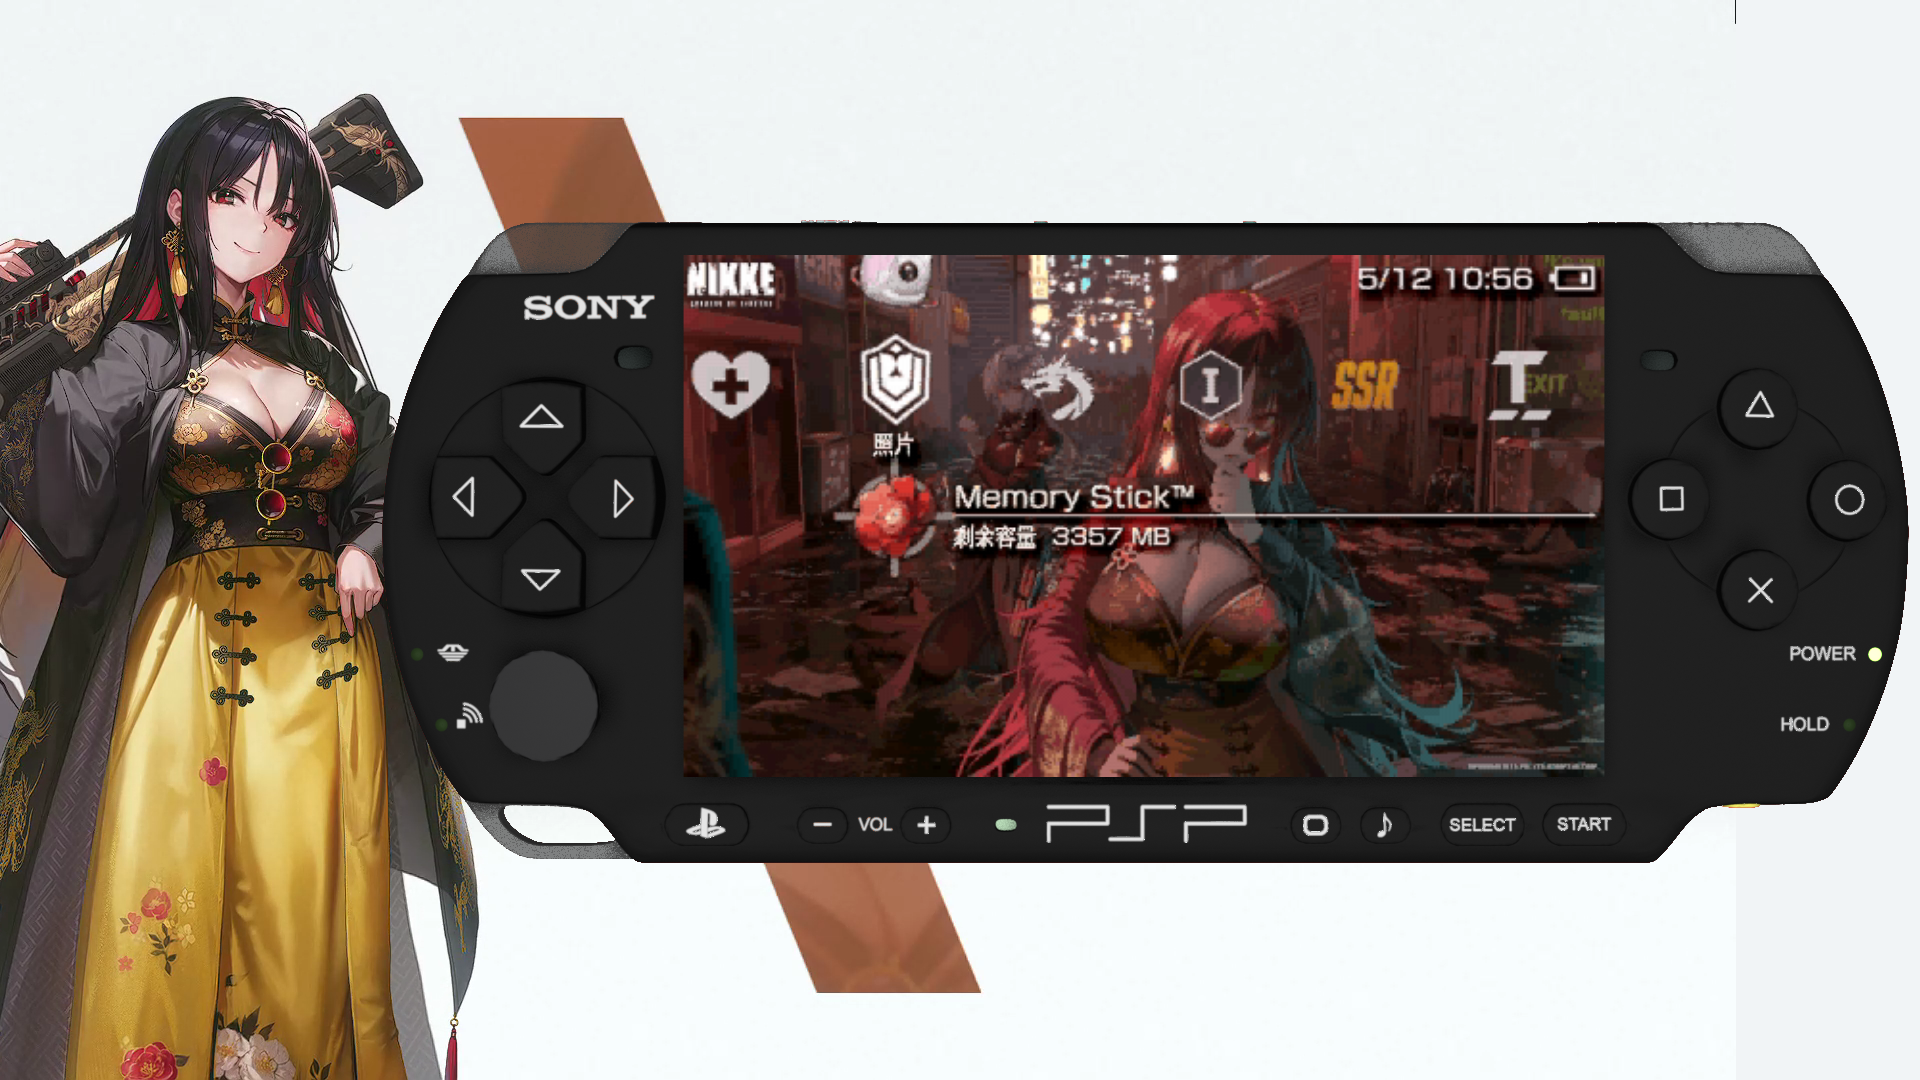 NIKKE
5/12 10:56
SONY
I
SSR
T
EXIT
照片
Memory Stick™
剩余容量 3357 MB
POWER
HOLD
VOL
PSP
SELECT
START